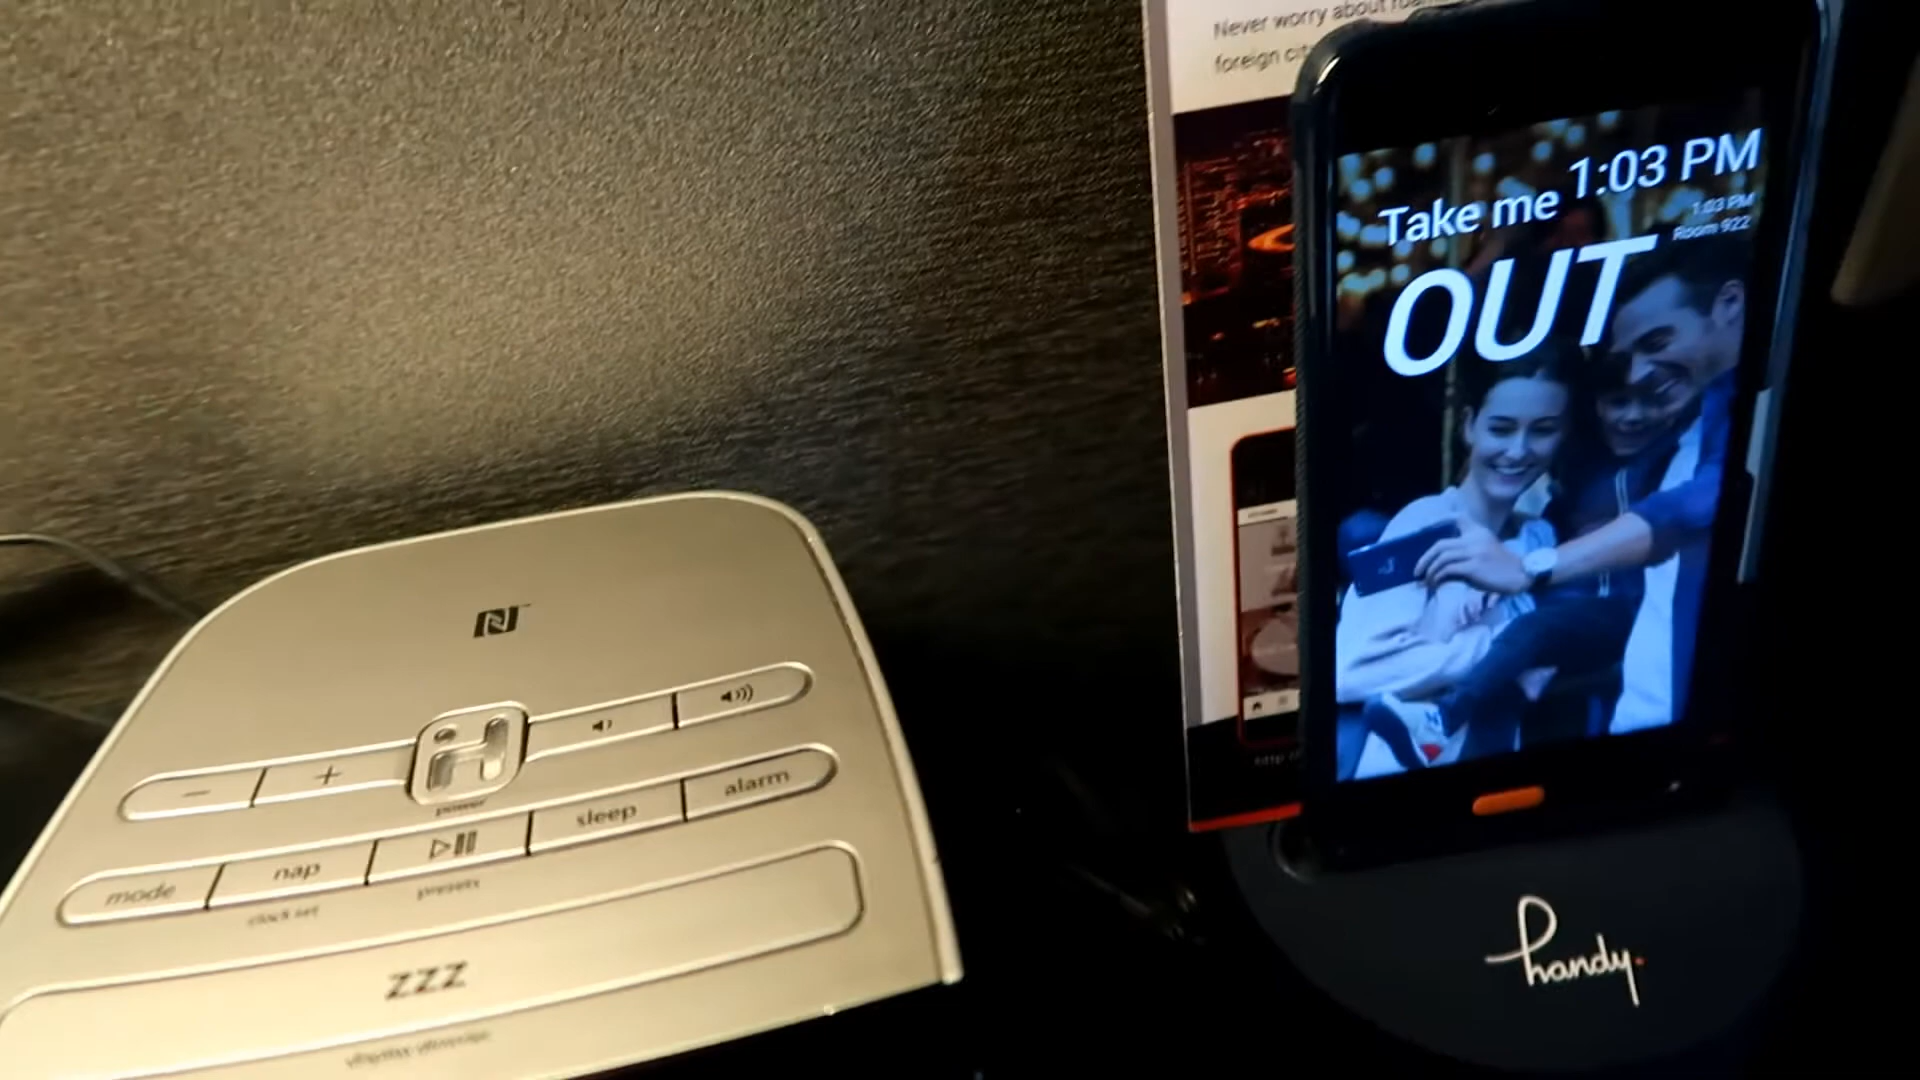 Never worry about
foreign
Take me
OUT
1:03 PM
1:03 PM
Room 922
handy.
N
power
- +
mode nap sleep alarm
clock set presets
zzz